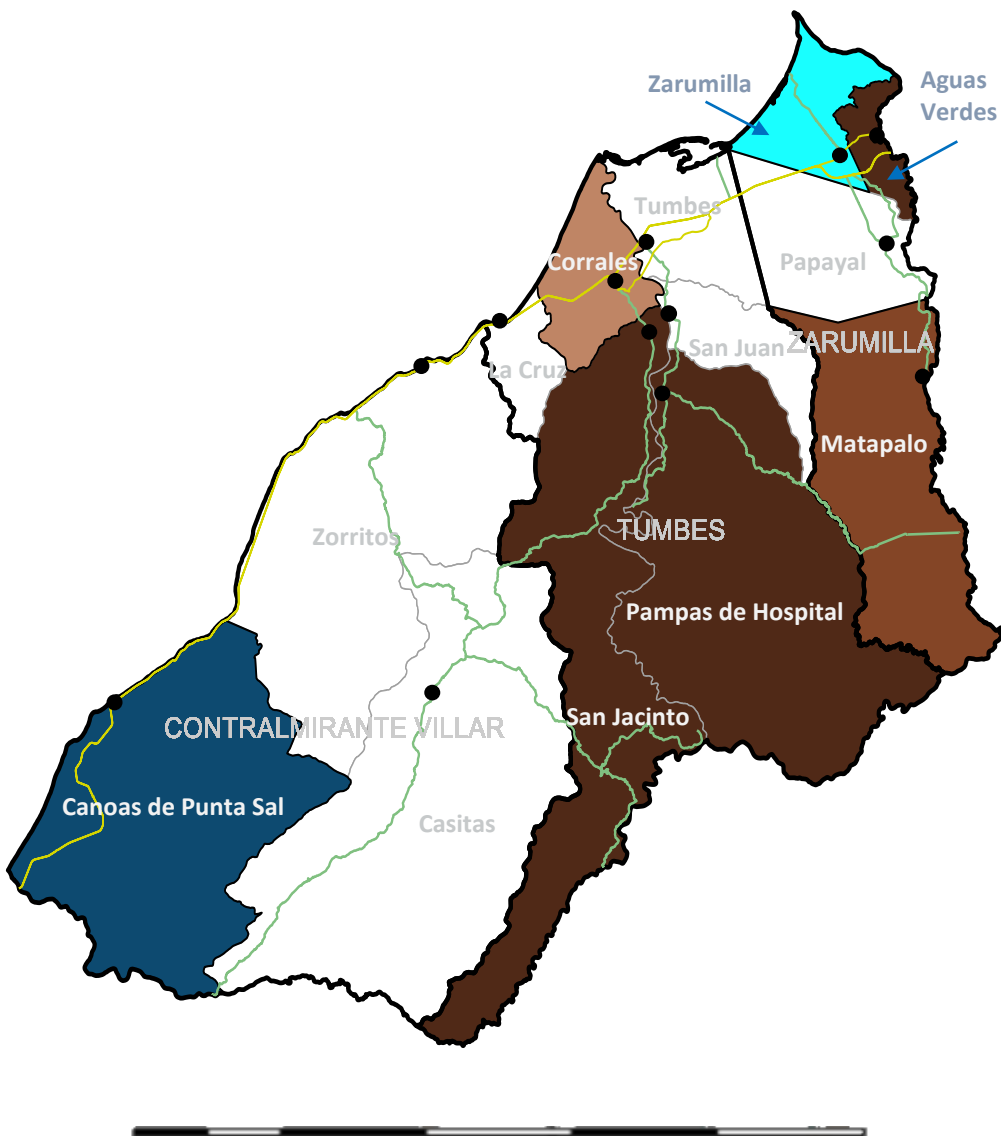 Zarumilla
Aguas
Verdes
Tumbes
Corrales
Papayal
San Juan
ZARUMILLA
La Cruz
Matapalo
Zorritos
TUMBES
Pampas de Hospital
San Jacinto
CONTRALMIRANTE VILLAR
Canoas de Punta Sal
Casitas